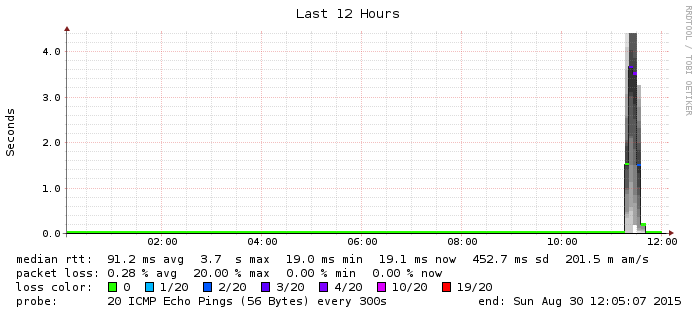 Last 12 Hours
RRDTOOL / TOBI OETIKER
Seconds
4.0
3.0
2.0
1.0
0.0
02:00 04:00 06:00 08:00 10:00 12:00
median rtt: 91.2 ms avg 3.7 s max 19.0 ms min 19.1 ms now 452.7 ms sd 201.5 m am/s
packet loss: 0.28 % avg 20.00 % max 0.00 % min 0.00 % now
loss color: 0 1/20 2/20 3/20 4/20 10/20 19/20
probe: 20 ICMP Echo Pings (56 Bytes) every 300s end: Sun Aug 30 12:05:07 2015